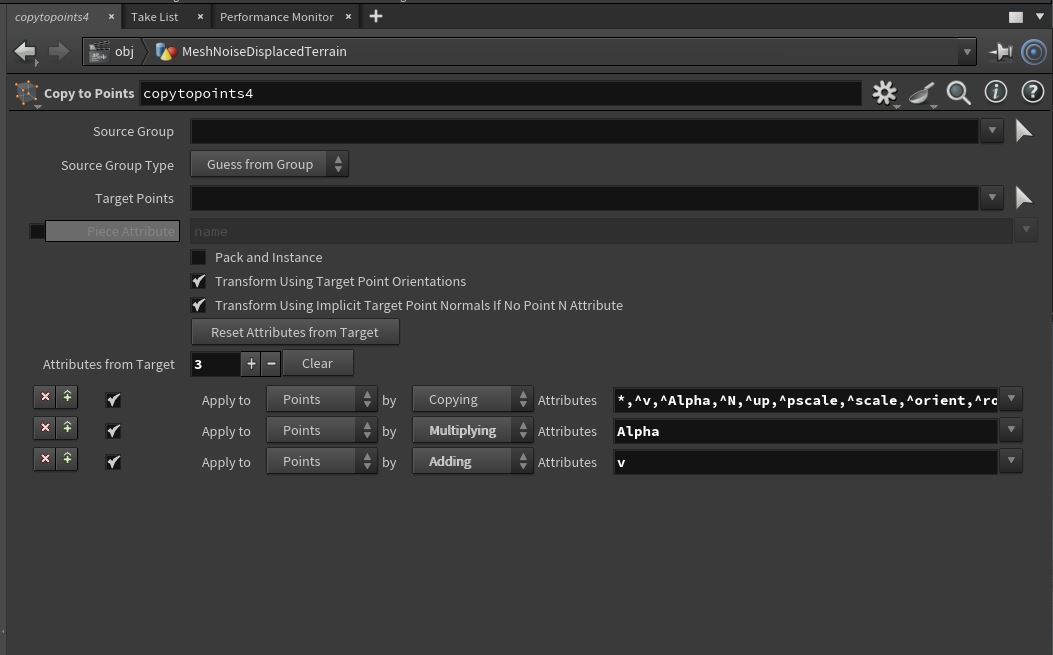 copytopoints4 × Take List × Performance Monitor × +
obj MeshNoiseDisplacedTerrain
Copy to Points copytopoints4
Source Group
Source Group Type Guess from Group
Target Points
Piece Attribute name
Pack and Instance
Transform Using Target Point Orientations
Transform Using Implicit Target Point Normals If No Point N Attribute
Reset Attributes from Target
Attributes from Target 3 + − Clear
Apply to Points by Copying Attributes *,^v,^Alpha,^N,^up,^pscale,^scale,^orient,^ro
Apply to Points by Multiplying Attributes Alpha
Apply to Points by Adding Attributes v